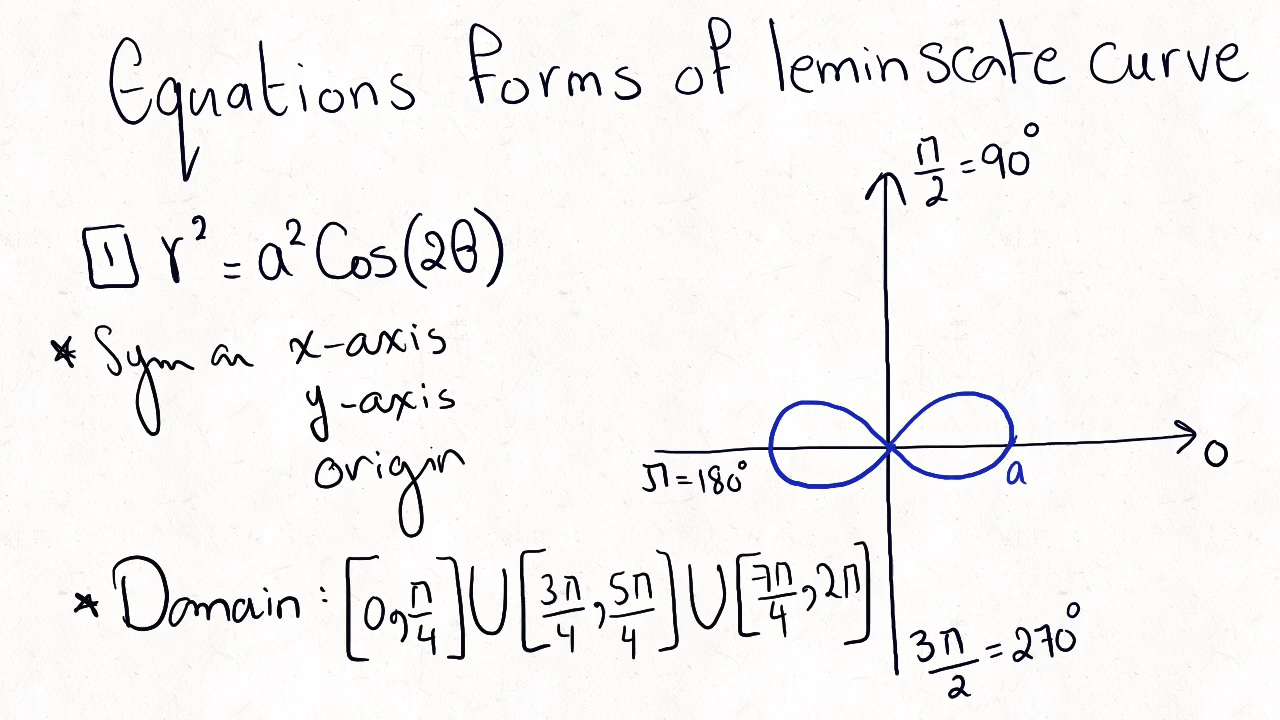 Equations forms of leminscate curve
π/2 = 90°
1 r² = a² Cos(2θ)
* Sym on x-axis
y-axis
origin
0
π = 180°
a
* Domain : [0, π/4] ∪ [3π/4, 5π/4] ∪ [7π/4, 2π]
3π/2 = 270°